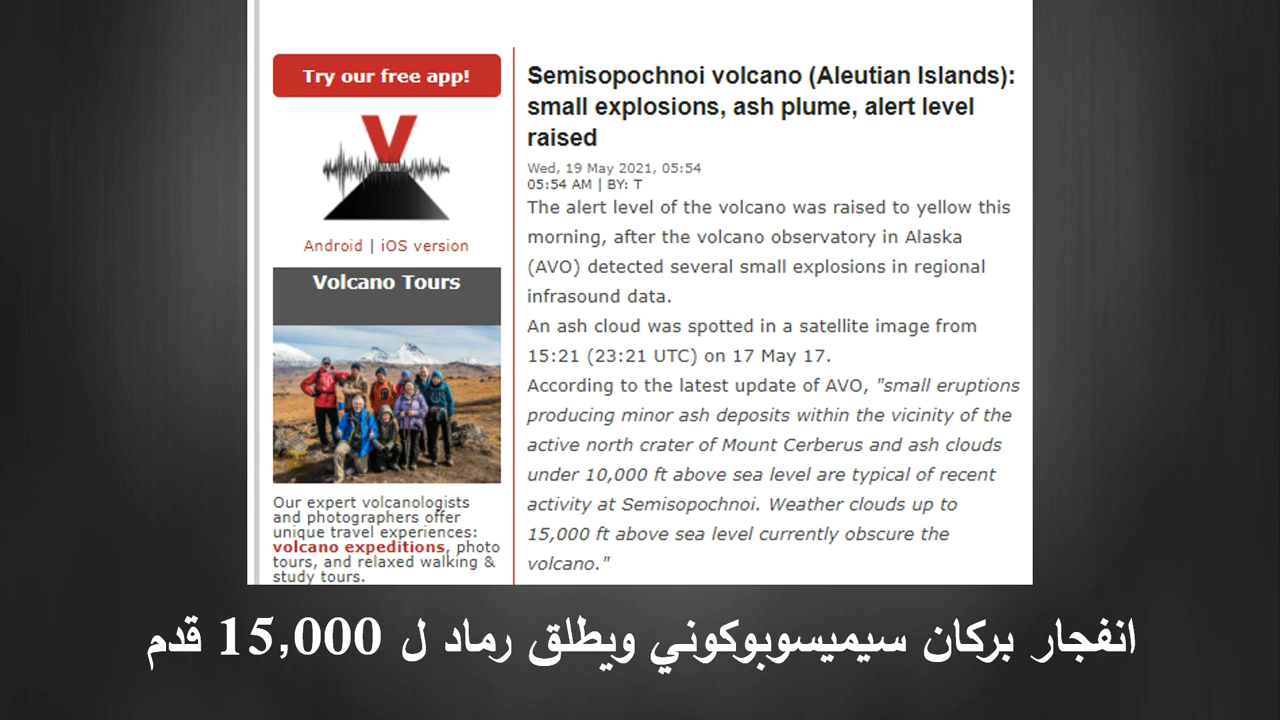 Try our free app!
Android | iOS version
Volcano Tours
Our expert volcanologists
and photographers offer
unique travel experiences:
volcano expeditions, photo
tours, and relaxed walking &
study tours.
Semisopochnoi volcano (Aleutian Islands):
small explosions, ash plume, alert level
raised
Wed, 19 May 2021, 05:54
05:54 AM | BY: T
The alert level of the volcano was raised to yellow this
morning, after the volcano observatory in Alaska
(AVO) detected several small explosions in regional
infrasound data.
An ash cloud was spotted in a satellite image from
15:21 (23:21 UTC) on 17 May 17.
According to the latest update of AVO, "small eruptions
producing minor ash deposits within the vicinity of the
active north crater of Mount Cerberus and ash clouds
under 10,000 ft above sea level are typical of recent
activity at Semisopochnoi. Weather clouds up to
15,000 ft above sea level currently obscure the
volcano."
انفجار بركان سيميسوبوكوني ويطلق رماد ل 15,000 قدم